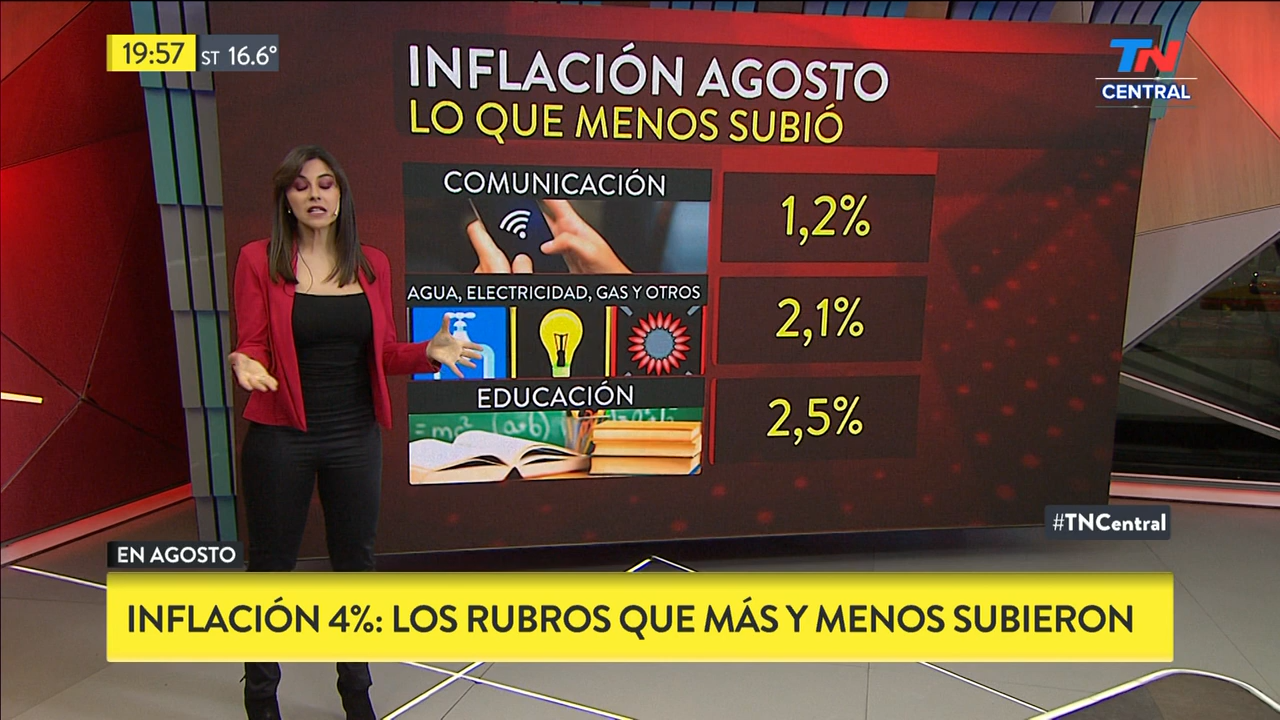 19:57 ST 16.6°
TN
CENTRAL
INFLACIÓN AGOSTO
LO QUE MENOS SUBIÓ
COMUNICACIÓN
1,2%
AGUA, ELECTRICIDAD, GAS Y OTROS
2,1%
EDUCACIÓN
2,5%
#TNCentral
EN AGOSTO
INFLACIÓN 4%: LOS RUBROS QUE MÁS Y MENOS SUBIERON